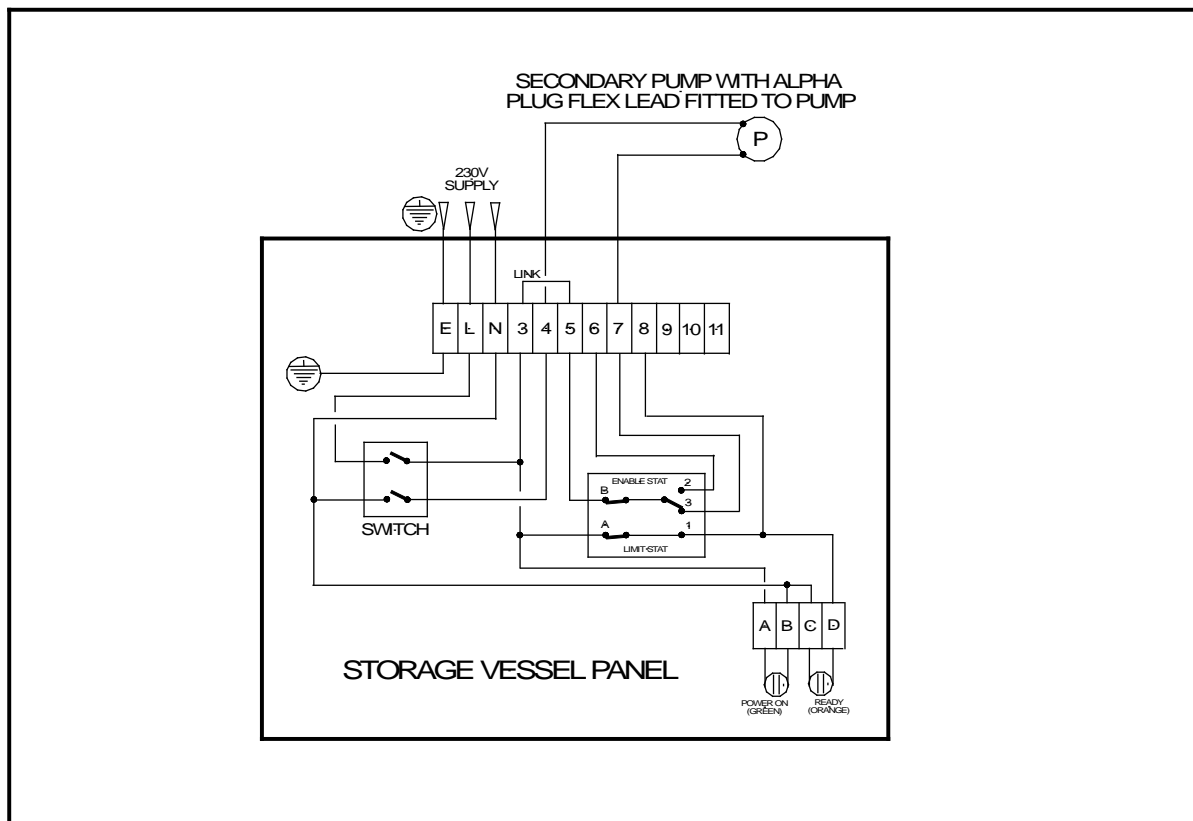 SECONDARY PUMP WITH ALPHA
PLUG FLEX LEAD FITTED TO PUMP
P
230V
SUPPLY
LINK
E L N 3 4 5 6 7 8 9 10 11
ENABLE STAT
2
B
3
A
1
LIMIT STAT
SWITCH
A B C D
STORAGE VESSEL PANEL
POWER ON
(GREEN)
READY
(ORANGE)